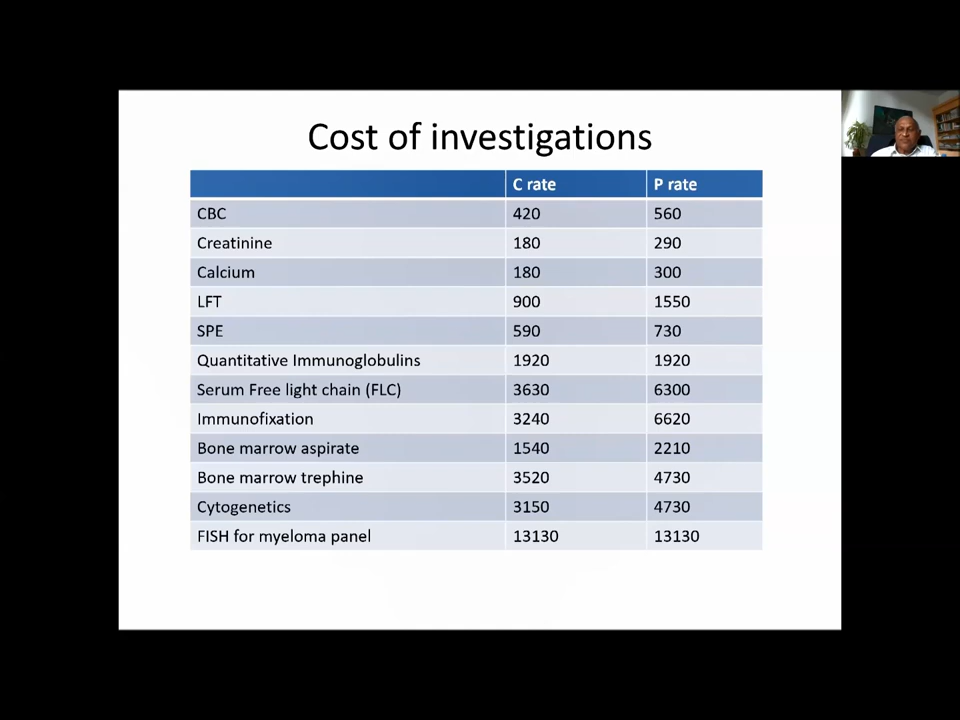 Cost of investigations
C rate P rate
CBC 420 560
Creatinine 180 290
Calcium 180 300
LFT 900 1550
SPE 590 730
Quantitative Immunoglobulins 1920 1920
Serum Free light chain (FLC) 3630 6300
Immunofixation 3240 6620
Bone marrow aspirate 1540 2210
Bone marrow trephine 3520 4730
Cytogenetics 3150 4730
FISH for myeloma panel 13130 13130